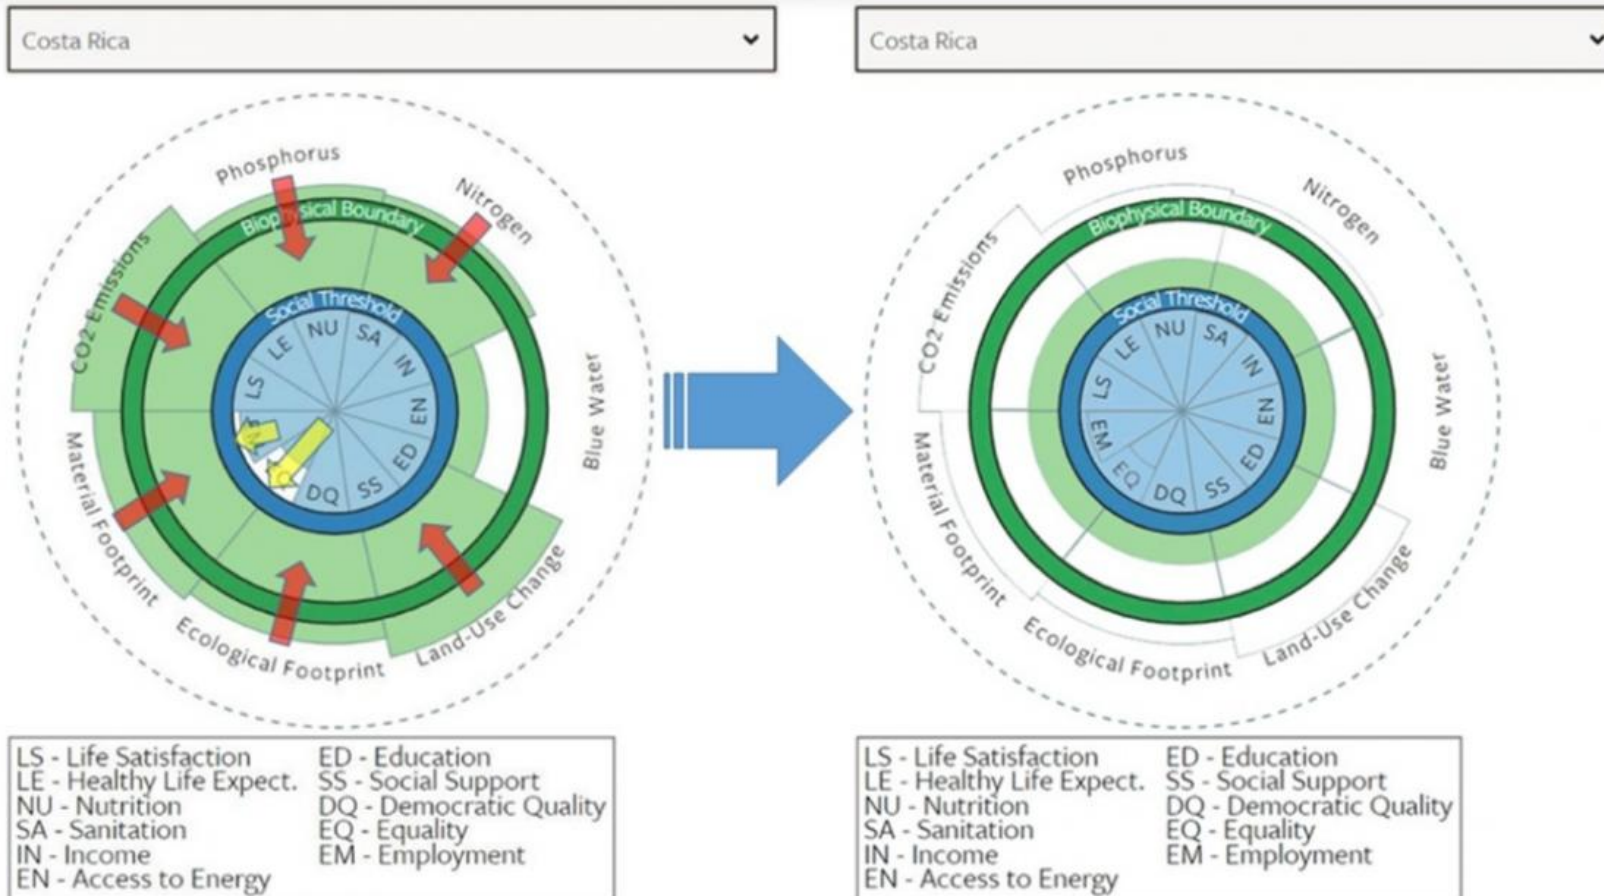 Costa Rica
Phosphorus
Nitrogen
Blue Water
Land-Use Change
Ecological Footprint
Material Footprint
CO2 Emissions
Biophysical Boundary
Social Threshold
LS
LE
NU
SA
IN
EN
ED
SS
DQ
LS - Life Satisfaction
LE - Healthy Life Expect.
NU - Nutrition
SA - Sanitation
IN - Income
EN - Access to Energy
ED - Education
SS - Social Support
DQ - Democratic Quality
EQ - Equality
EM - Employment
Costa Rica
Phosphorus
Nitrogen
Blue Water
Land-Use Change
Ecological Footprint
Material Footprint
CO2 Emissions
Biophysical Boundary
Social Threshold
LS
LE
NU
SA
IN
EN
ED
SS
DQ
EQ
EM
LS - Life Satisfaction
LE - Healthy Life Expect.
NU - Nutrition
SA - Sanitation
IN - Income
EN - Access to Energy
ED - Education
SS - Social Support
DQ - Democratic Quality
EQ - Equality
EM - Employment